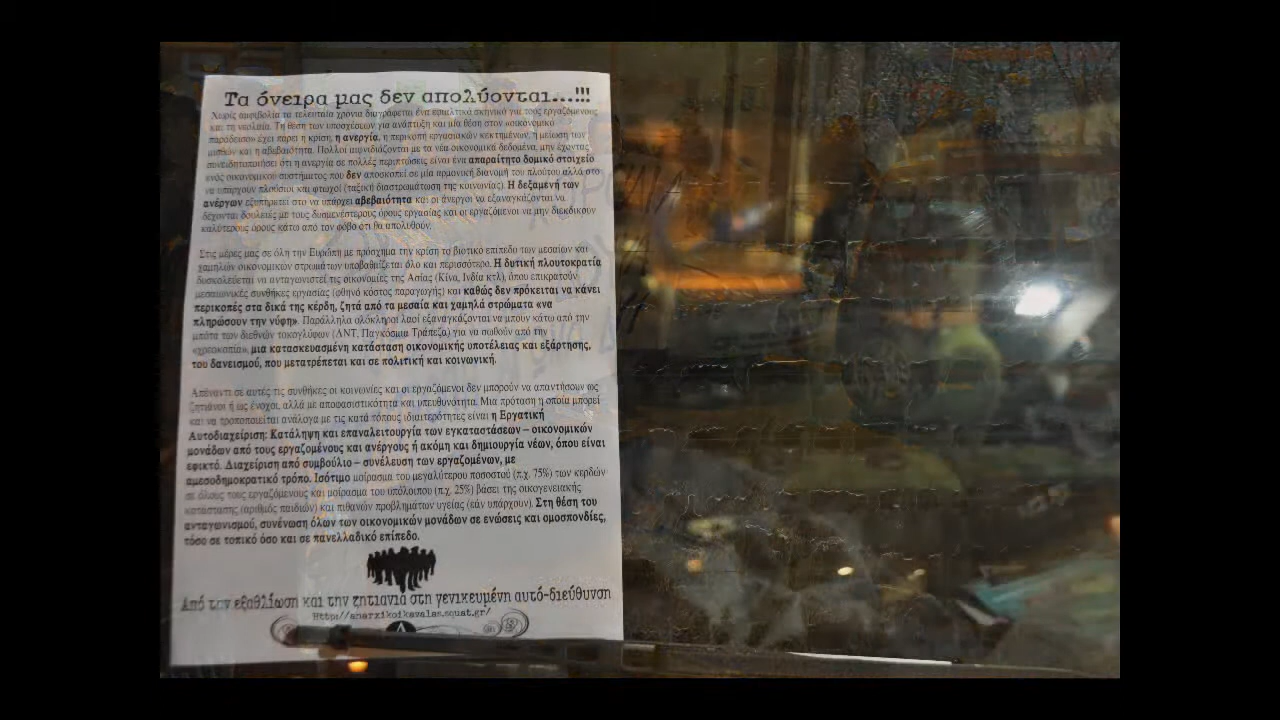 Τα όνειρα μας δεν απολύονται...!!!
Χωρίς αμφιβολία τα τελευταία χρόνια διαγράφεται ένα εφιαλτικό σκηνικό για τους εργαζόμενους
και τη νεολαία. Τη θέση των υποσχέσεων για ανάπτυξη και μία θέση στον «οικονομικό
παράδεισο» έχει πάρει η κρίση, η ανεργία, η περικοπή εργασιακών κεκτημένων, η μείωση των
μισθών και η αβεβαιότητα. Πολλοί αιφνιδιάζονται με τα νέα οικονομικά δεδομένα, μην έχοντας
συνειδητοποιήσει ότι η ανεργία σε πολλές περιπτώσεις είναι ένα απαραίτητο δομικό στοιχείο
ενός οικονομικού συστήματος που δεν αποσκοπεί σε μία αρμονική διανομή του πλούτου αλλά στο
να υπάρχουν πλούσιοι και φτωχοί (ταξική διαστρωμάτωση της κοινωνίας). Η δεξαμενή των
ανέργων εξυπηρετεί στο να υπάρχει αβεβαιότητα και οι άνεργοι να εξαναγκάζονται να
δέχονται δουλειές με τους δυσμενέστερους όρους εργασίας και οι εργαζόμενοι να μην διεκδικούν
καλύτερους όρους κάτω από τον φόβο ότι θα απολυθούν.
Στις μέρες μας σε όλη την Ευρώπη με πρόσχημα την κρίση το βιοτικό επίπεδο των μεσαίων και
χαμηλών οικονομικών στρωμάτων υποβαθμίζεται όλο και περισσότερο. Η δυτική πλουτοκρατία
δυσκολεύεται να ανταγωνιστεί τις οικονομίες της Ασίας (Κίνα, Ινδία κτλ), όπου επικρατούν
μεσαιωνικές συνθήκες εργασίας (φθηνό κόστος παραγωγής) και καθώς δεν πρόκειται να κάνει
περικοπές στα δικά της κέρδη, ζητά από τα μεσαία και χαμηλά στρώματα «να
πληρώσουν την νύφη». Παράλληλα ολόκληροι λαοί εξαναγκάζονται να μπουν κάτω από την
μπότα των διεθνών τοκογλύφων (ΔΝΤ, Παγκόσμια Τράπεζα) για να σωθούν από την
«χρεοκοπία», μια κατασκευασμένη κατάσταση οικονομικής υποτέλειας και εξάρτησης,
του δανεισμού, που μετατρέπεται και σε πολιτική και κοινωνική.
Απέναντι σε αυτές τις συνθήκες οι κοινωνίες και οι εργαζόμενοι δεν μπορούν να απαντήσουν ως
ζητιάνοι ή ως ένοχοι, αλλά με αποφασιστικότητα και υπευθυνότητα. Μια πρόταση η οποία μπορεί
και να τροποποιείται ανάλογα με τις κατά τόπους ιδιαιτερότητες είναι η Εργατική
Αυτοδιαχείριση: Κατάληψη και επαναλειτουργία των εγκαταστάσεων – οικονομικών
μονάδων από τους εργαζομένους και ανέργους ή ακόμη και δημιουργία νέων, όπου είναι
εφικτό. Διαχείριση από συμβούλιο – συνέλευση των εργαζομένων, με
αμεσοδημοκρατικό τρόπο. Ισότιμο μοίρασμα του μεγαλύτερου ποσοστού (π.χ. 75%) των κερδών
σε όλους τους εργαζόμενους και μοίρασμα του υπόλοιπου (π.χ. 25%) βάσει της οικογενειακής
κατάστασης (αριθμός παιδιών) και πιθανών προβλημάτων υγείας (εάν υπάρχουν). Στη θέση του
ανταγωνισμού, συνένωση όλων των οικονομικών μονάδων σε ενώσεις και ομοσπονδίες,
τόσο σε τοπικό όσο και σε πανελλαδικό επίπεδο.
Από την εξαθλίωση και την ζητιανιά στη γενικευμένη αυτό-διεύθυνση
Http://anarxikoikavalas.squat.gr/